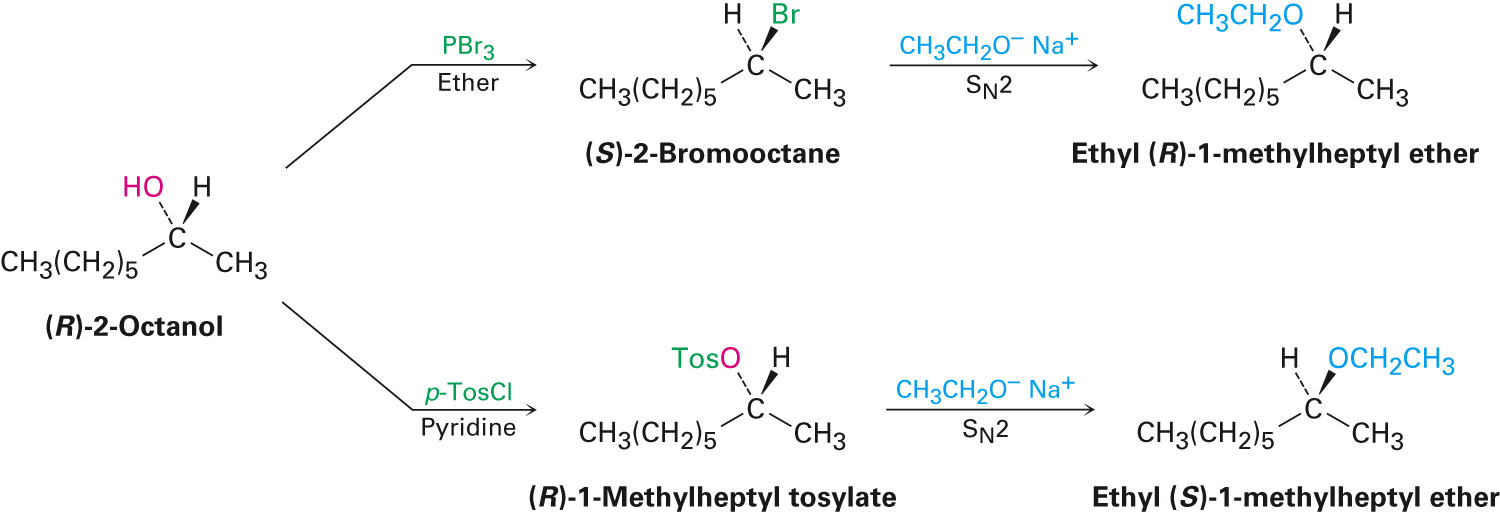 H Br
PBr3
Ether
C
CH3(CH2)5 CH3
(S)-2-Bromooctane
CH3CH2O– Na+
SN2
CH3CH2O H
C
CH3(CH2)5 CH3
Ethyl (R)-1-methylheptyl ether
HO H
C
CH3(CH2)5 CH3
(R)-2-Octanol
p-TosCl
Pyridine
TosO H
C
CH3(CH2)5 CH3
(R)-1-Methylheptyl tosylate
CH3CH2O– Na+
SN2
H OCH2CH3
C
CH3(CH2)5 CH3
Ethyl (S)-1-methylheptyl ether